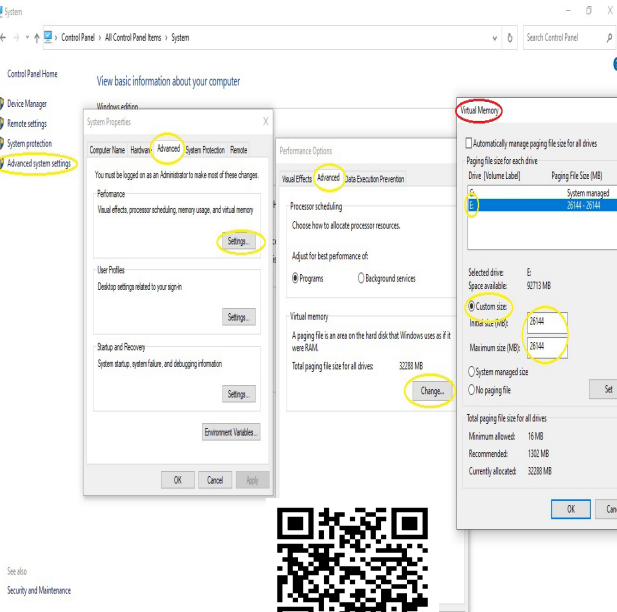 System
Control Panel > All Control Panel Items > System
Search Control Panel
Control Panel Home
Device Manager
Remote settings
System protection
Advanced system settings
See also
Security and Maintenance
View basic information about your computer
Windows edition
System Properties
Computer Name Hardware Advanced System Protection Remote
You must be logged on as an Administrator to make most of these changes.
Performance
Visual effects, processor scheduling, memory usage, and virtual memory
Settings...
User Profiles
Desktop settings related to your sign-in
Settings...
Startup and Recovery
System startup, system failure, and debugging information
Settings...
Environment Variables...
OK Cancel Apply
Performance Options
Visual Effects Advanced Data Execution Prevention
Processor scheduling
Choose how to allocate processor resources.
Adjust for best performance of:
Programs Background services
Virtual memory
A paging file is an area on the hard disk that Windows uses as if it
were RAM.
Total paging file size for all drives: 32288 MB
Change...
Virtual Memory
Automatically manage paging file size for all drives
Paging file size for each drive
Drive [Volume Label] Paging File Size (MB)
System managed
E: 26144 - 26144
Selected drive: E:
Space available: 92713 MB
Custom size:
Initial size (MB): 26144
Maximum size (MB): 26144
System managed size
No paging file Set
Total paging file size for all drives
Minimum allowed: 16 MB
Recommended: 1302 MB
Currently allocated: 32288 MB
OK